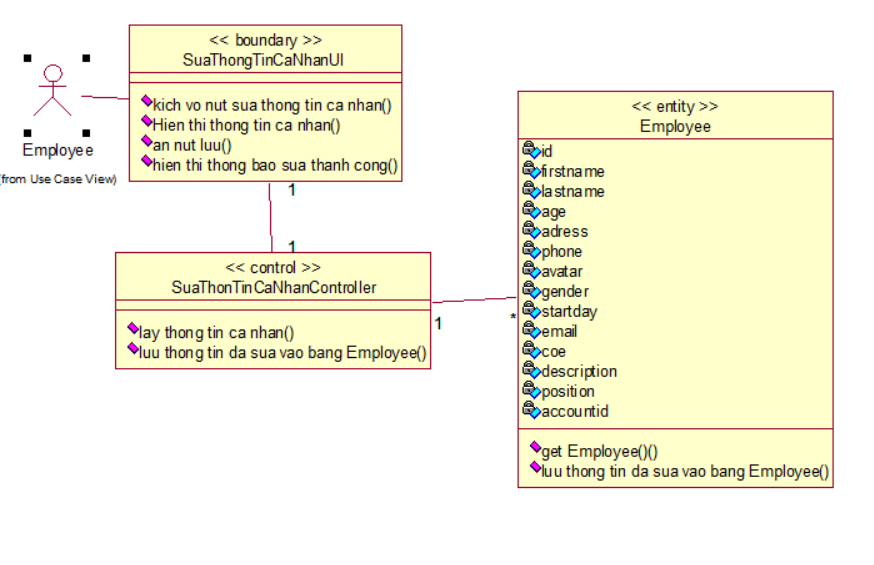 << boundary >>
SuaThongTinCaNhanUI
kich vo nut sua thong tin ca nhan()
Hien thi thong tin ca nhan()
an nut luu()
hien thi thong bao sua thanh cong()
Employee
(from Use Case View)
1
1
<< control >>
SuaThonTinCaNhanController
lay thong tin ca nhan()
luu thong tin da sua vao bang Employee()
1
*
<< entity >>
Employee
id
firstname
lastname
age
adress
phone
avatar
gender
startday
email
coe
description
position
accountid
get Employee()()
luu thong tin da sua vao bang Employee()